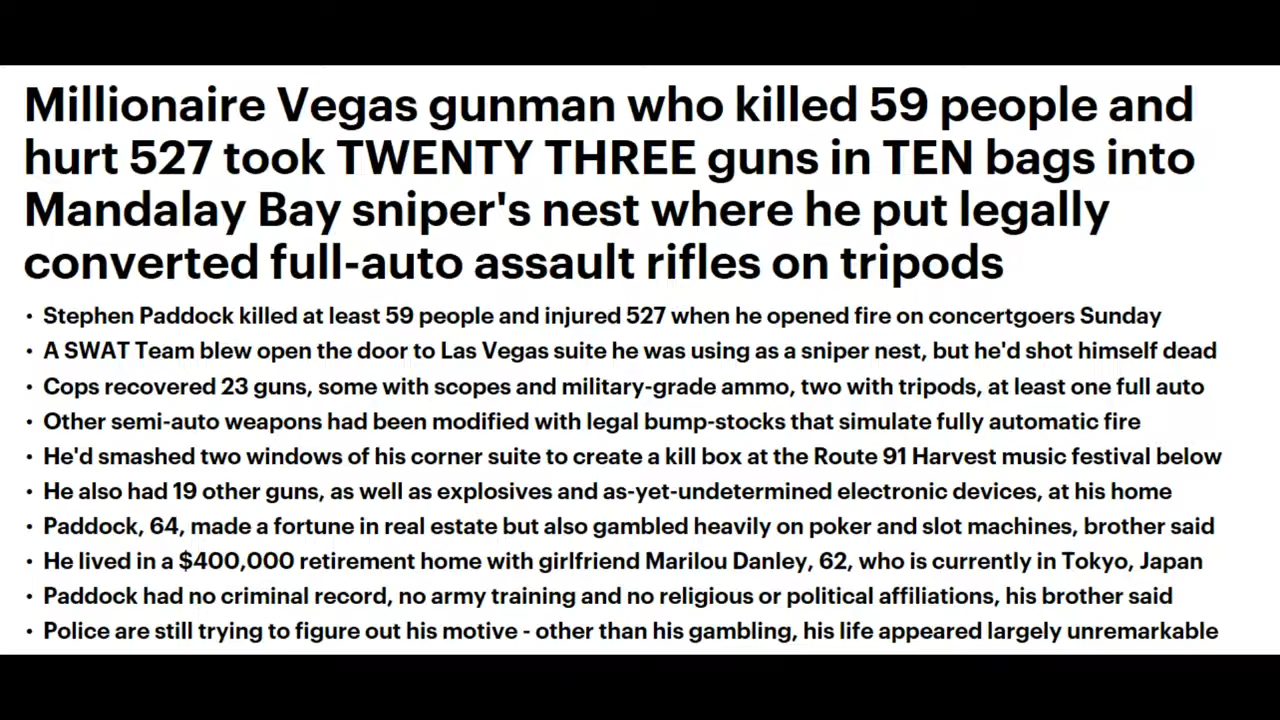 Millionaire Vegas gunman who killed 59 people and
hurt 527 took TWENTY THREE guns in TEN bags into
Mandalay Bay sniper's nest where he put legally
converted full-auto assault rifles on tripods
• Stephen Paddock killed at least 59 people and injured 527 when he opened fire on concertgoers Sunday
• A SWAT Team blew open the door to Las Vegas suite he was using as a sniper nest, but he'd shot himself dead
• Cops recovered 23 guns, some with scopes and military-grade ammo, two with tripods, at least one full auto
• Other semi-auto weapons had been modified with legal bump-stocks that simulate fully automatic fire
• He'd smashed two windows of his corner suite to create a kill box at the Route 91 Harvest music festival below
• He also had 19 other guns, as well as explosives and as-yet-undetermined electronic devices, at his home
• Paddock, 64, made a fortune in real estate but also gambled heavily on poker and slot machines, brother said
• He lived in a $400,000 retirement home with girlfriend Marilou Danley, 62, who is currently in Tokyo, Japan
• Paddock had no criminal record, no army training and no religious or political affiliations, his brother said
• Police are still trying to figure out his motive - other than his gambling, his life appeared largely unremarkable